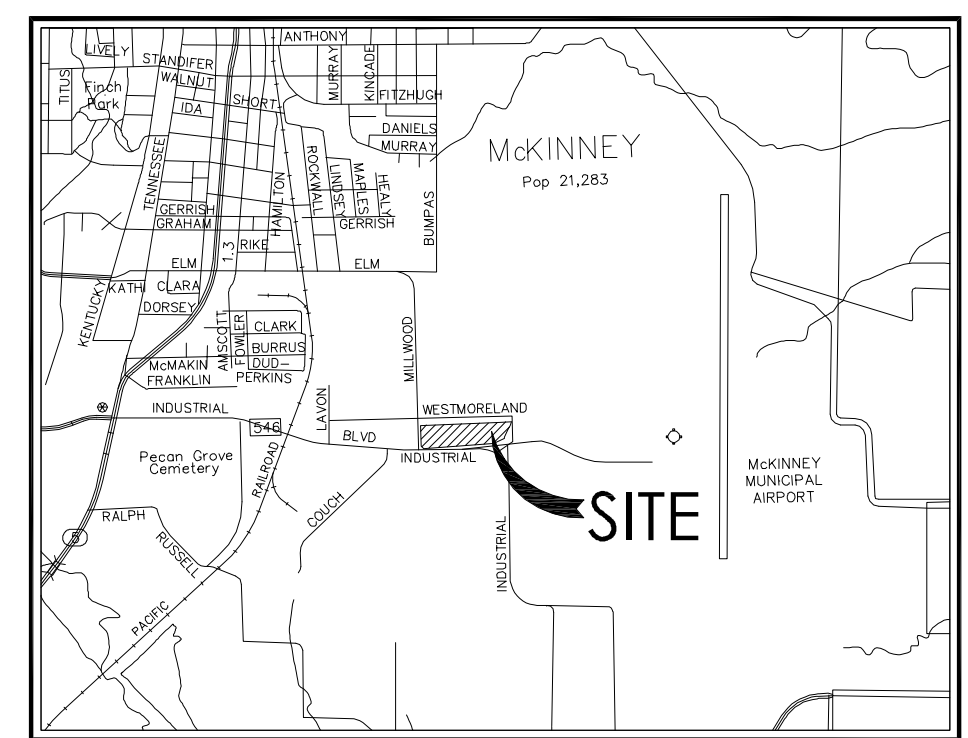 ANTHONY
LIVELY
STANDIFER
WALNUT
TITUS
Finch
Park
IDA
SHORT
MURRAY
KINCADE
FITZHUGH
DANIELS
MURRAY
McKINNEY
Pop 21,283
TENNESSEE
HAMILTON
ROCKWALL
LINDSEY
MAPLES
HEALY
BUMPAS
GERRISH
GRAHAM
GERRISH
1.3
RIKE
ELM
ELM
KENTUCKY
KATHI
CLARA
DORSEY
AMSCOTT
FOWLER
CLARK
BURRUS
DUD-
PERKINS
McMAKIN
FRANKLIN
MILLWOOD
LAVON
INDUSTRIAL
546
BLVD
WESTMORELAND
INDUSTRIAL
Pecan Grove
Cemetery
RAILROAD
COUCH
SITE
McKINNEY
MUNICIPAL
AIRPORT
RALPH
RUSSELL
5
INDUSTRIAL
PACIFIC